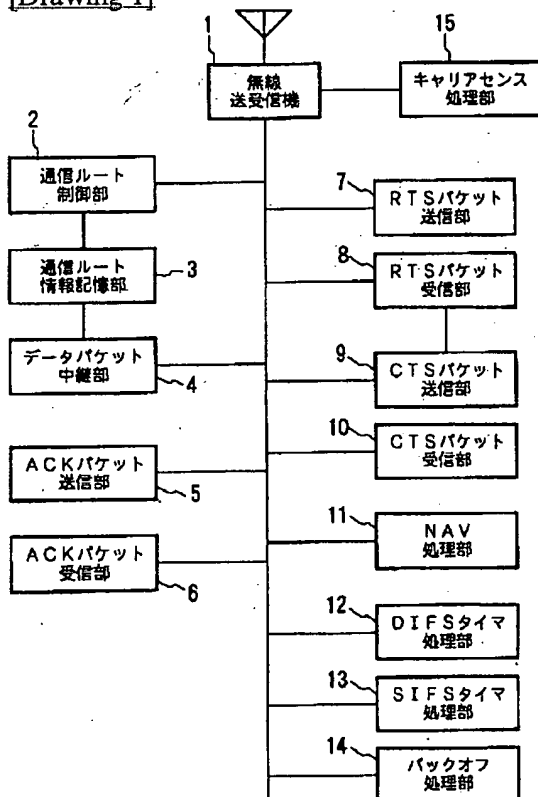 [Drawing 1]
1
無線
送受信機
15
キャリアセンス
処理部
2
通信ルート
制御部
通信ルート
情報記憶部
3
データパケット
中継部
4
ACKパケット
送信部
5
ACKパケット
受信部
6
7
RTSパケット
送信部
8
RTSパケット
受信部
9
CTSパケット
送信部
10
CTSパケット
受信部
11
NAV
処理部
12
DIFSタイマ
処理部
13
SIFSタイマ
処理部
14
バックオフ
処理部